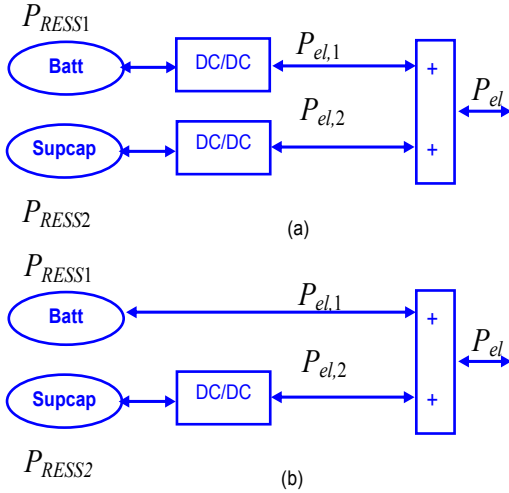 P_RESS1
Batt
DC/DC
P_el,1
+
P_el
Supcap
DC/DC
P_el,2
+
P_RESS2
(a)
P_RESS1
Batt
P_el,1
+
P_el
Supcap
DC/DC
P_el,2
+
P_RESS2
(b)